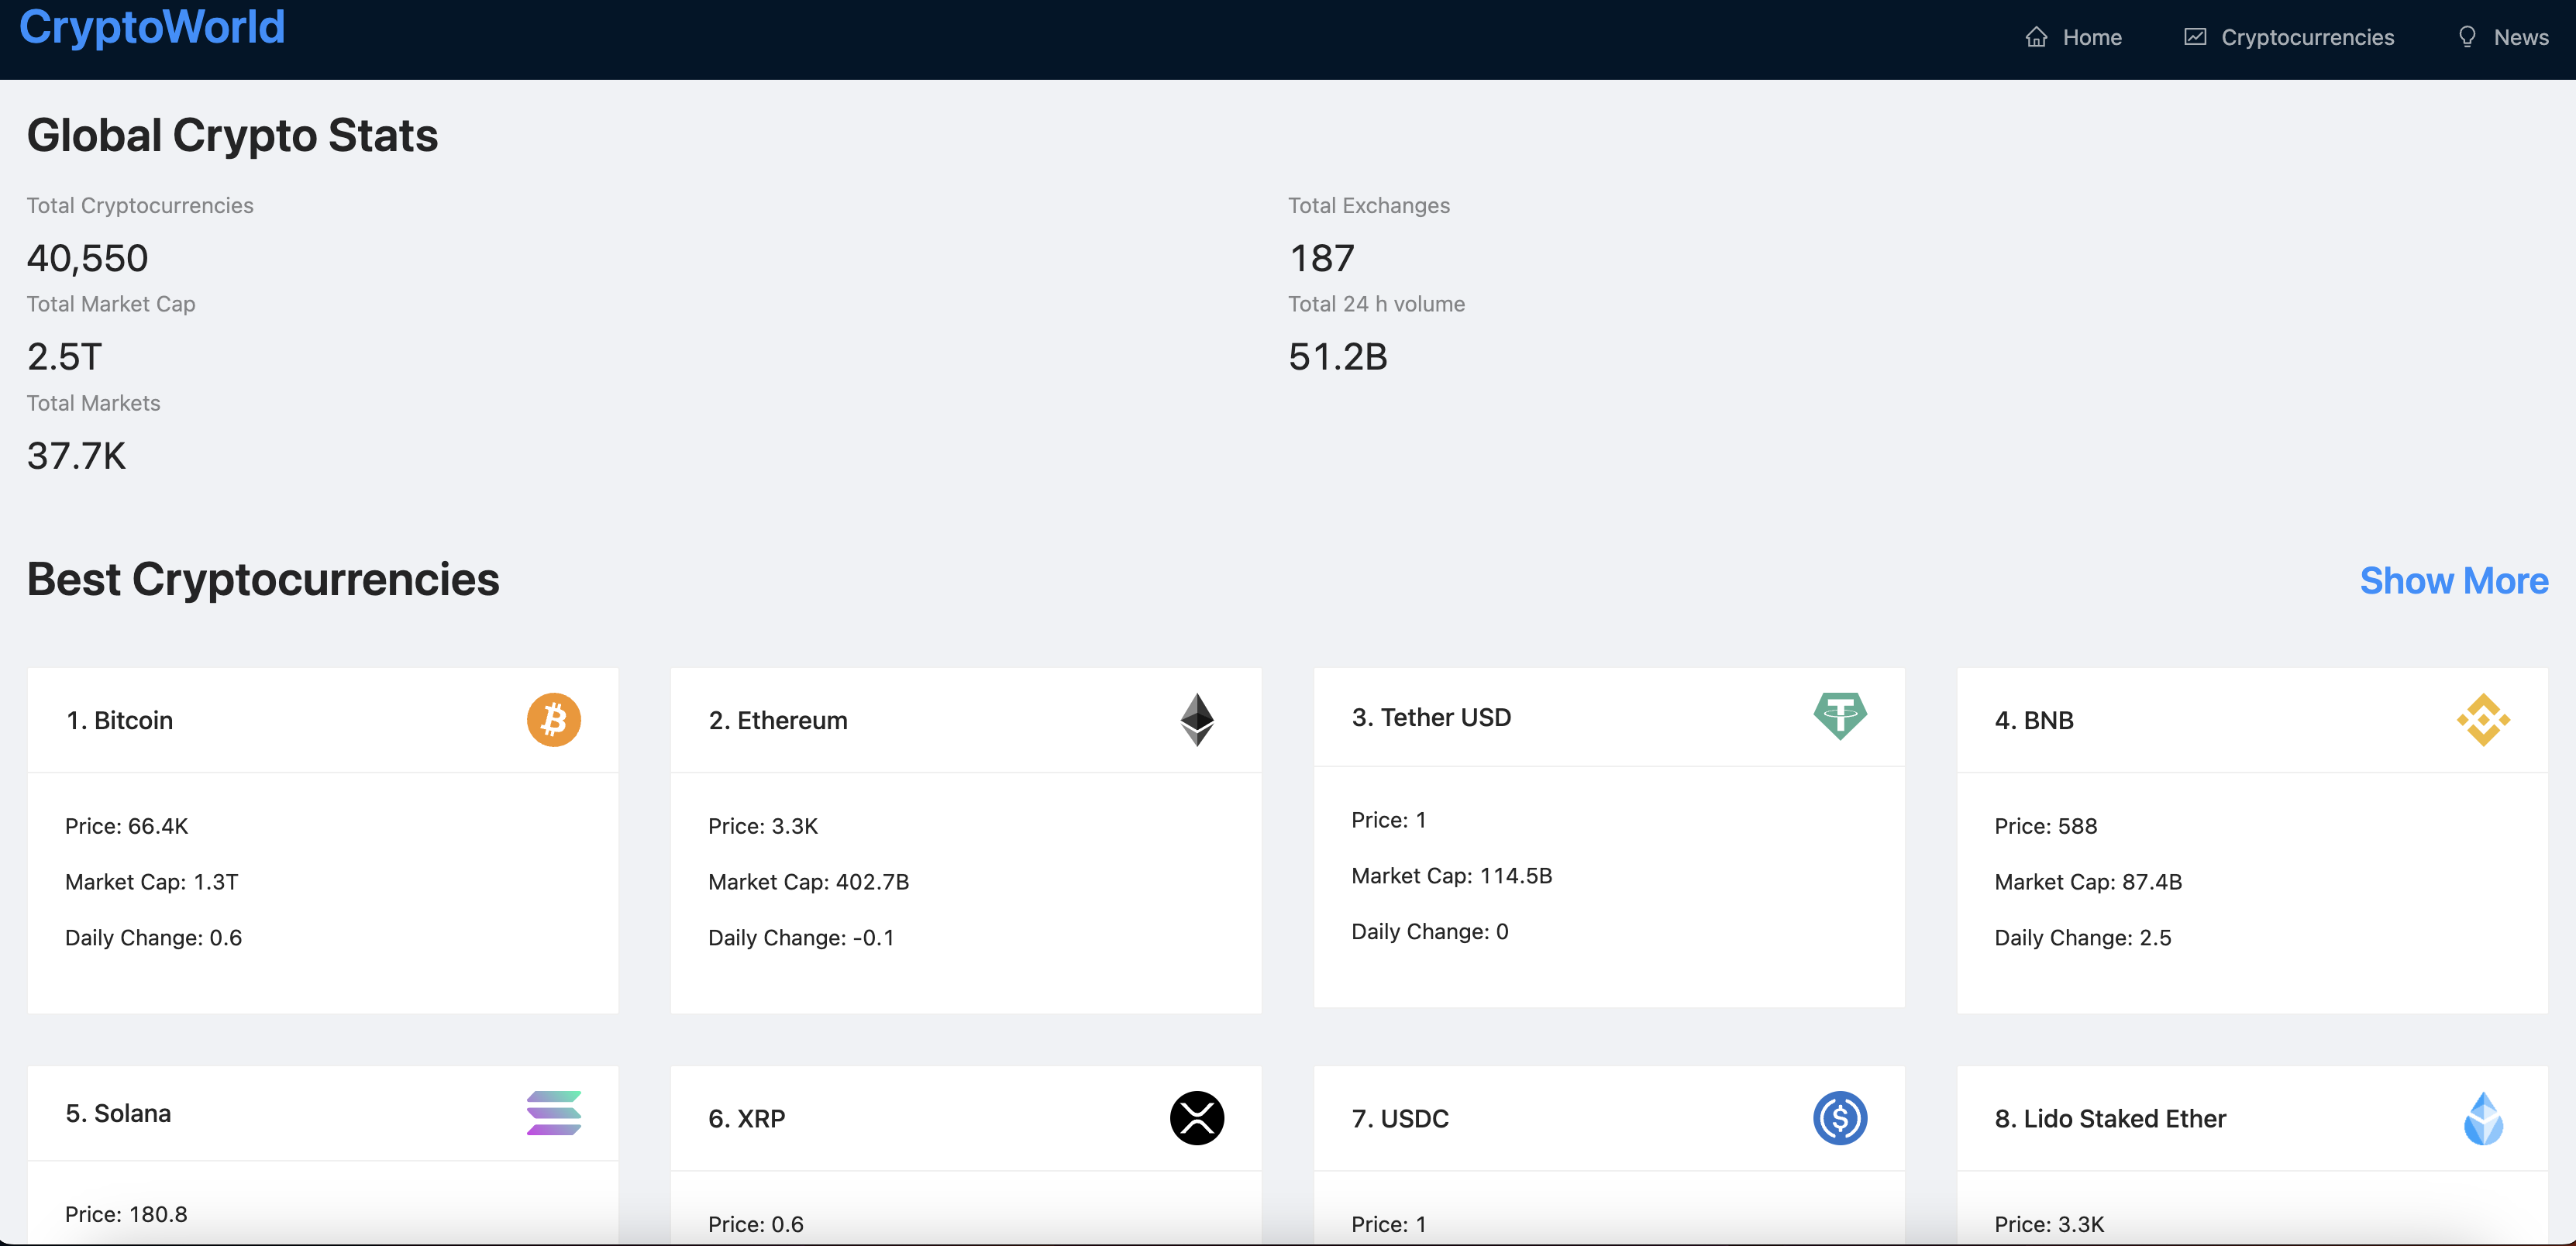 CryptoWorld
Home
Cryptocurrencies
News
Global Crypto Stats
Total Cryptocurrencies
40,550
Total Exchanges
187
Total Market Cap
2.5T
Total 24 h volume
51.2B
Total Markets
37.7K
Best Cryptocurrencies
Show More
1. Bitcoin
Price: 66.4K
Market Cap: 1.3T
Daily Change: 0.6
2. Ethereum
Price: 3.3K
Market Cap: 402.7B
Daily Change: -0.1
3. Tether USD
Price: 1
Market Cap: 114.5B
Daily Change: 0
4. BNB
Price: 588
Market Cap: 87.4B
Daily Change: 2.5
5. Solana
Price: 180.8
6. XRP
Price: 0.6
7. USDC
Price: 1
8. Lido Staked Ether
Price: 3.3K